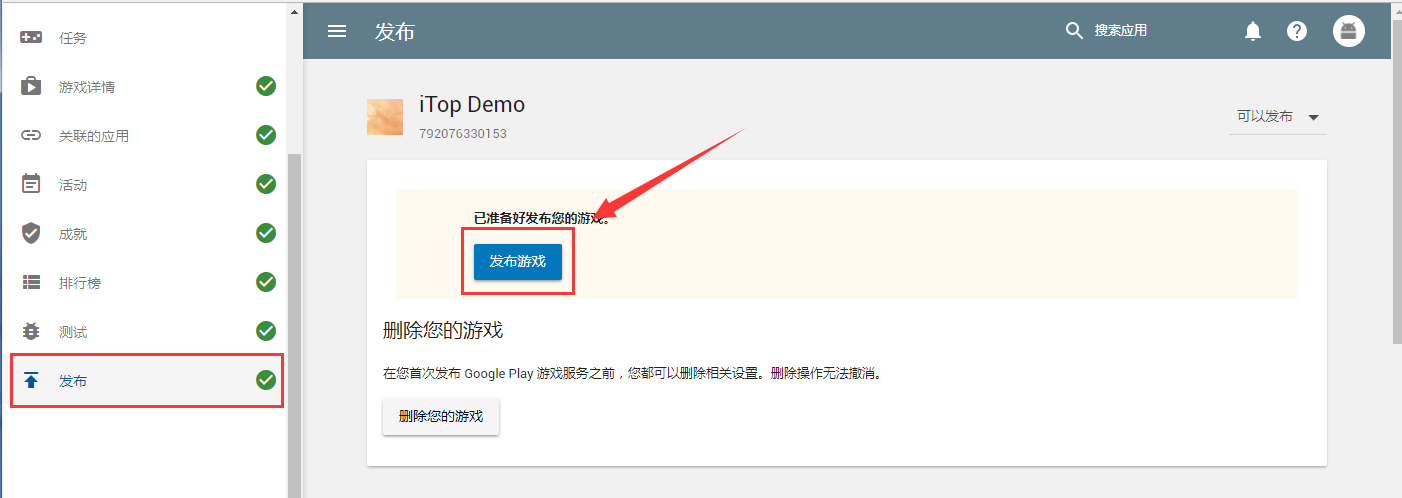 任务
游戏详情
关联的应用
活动
成就
排行榜
测试
发布
发布
搜索应用
iTop Demo
792076330153
可以发布
已准备好发布您的游戏。
发布游戏
删除您的游戏
在您首次发布 Google Play 游戏服务之前，您都可以删除相关设置。删除操作无法撤消。
删除您的游戏